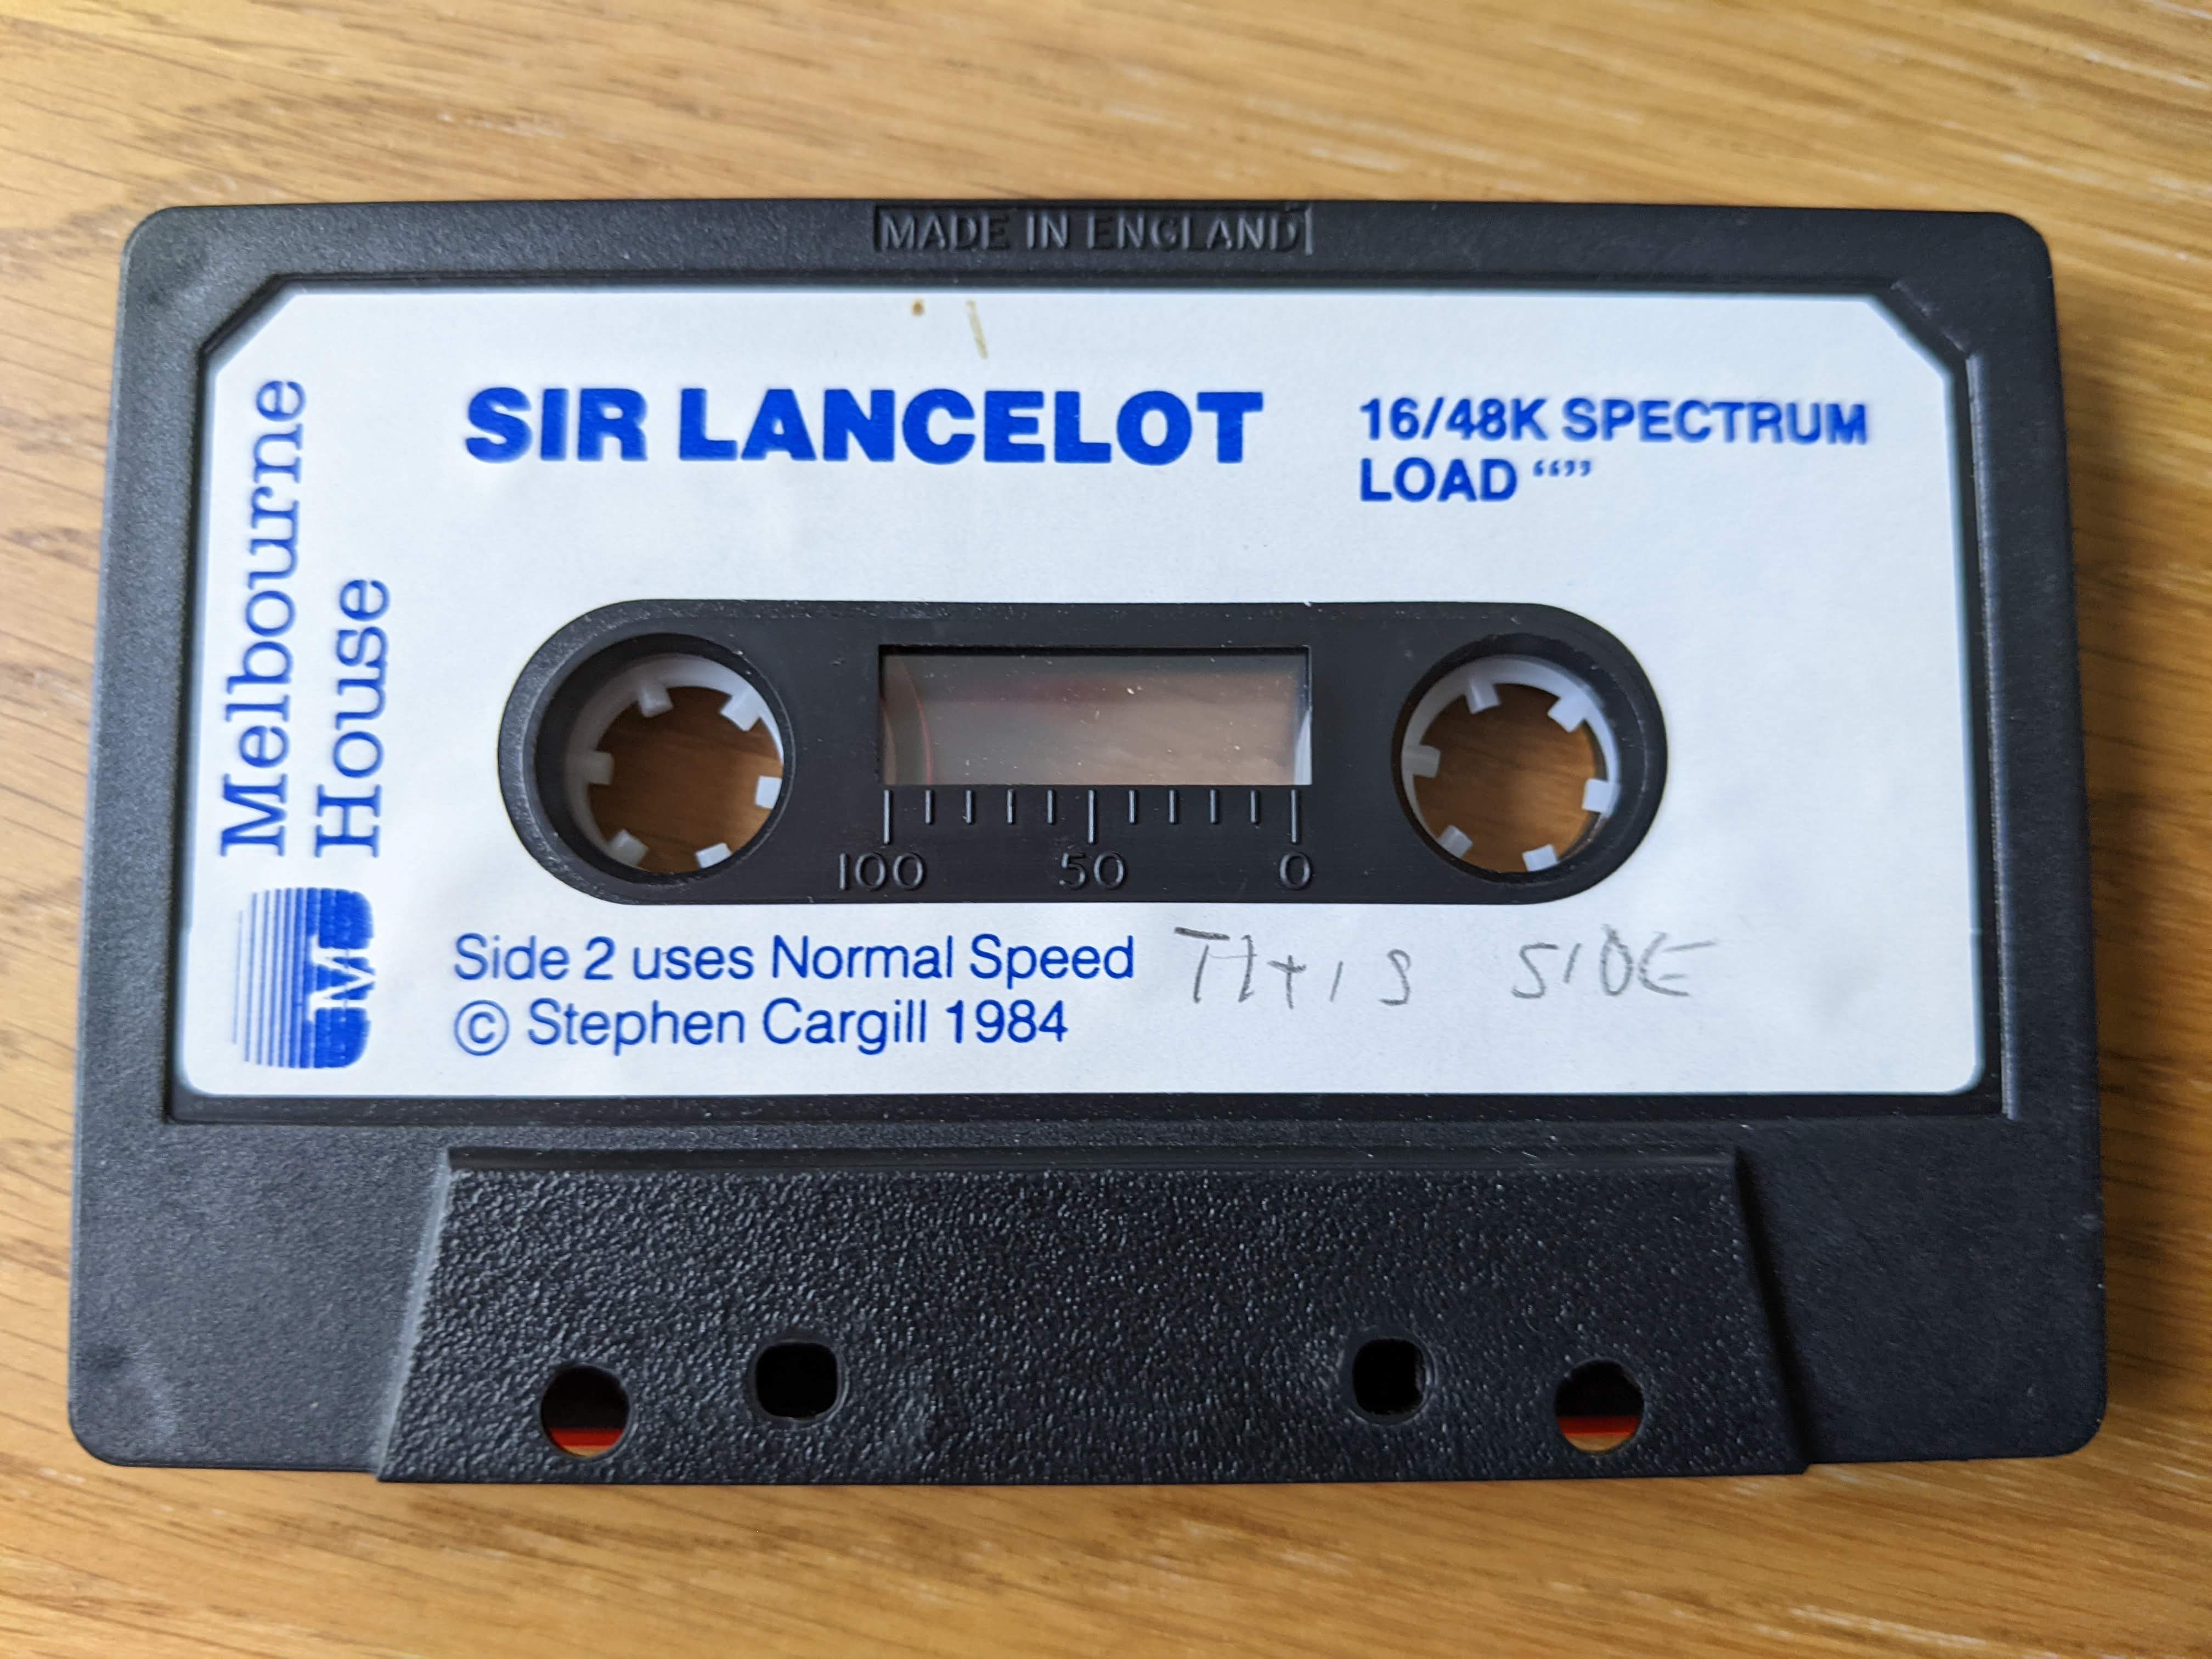 MADE IN ENGLAND
SIR LANCELOT
16/48K SPECTRUM
LOAD “”
Melbourne
House
M
100 50 0
Side 2 uses Normal Speed
© Stephen Cargill 1984
THIS SIDE